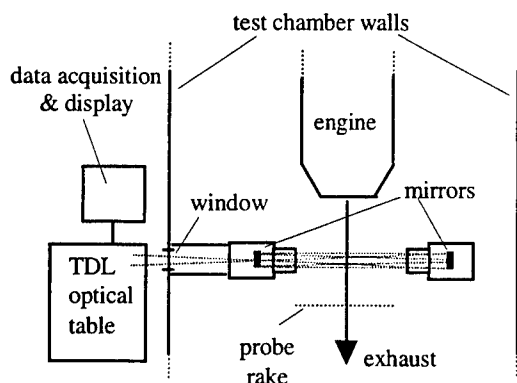 test chamber walls
data acquisition
& display
engine
mirrors
window
TDL
optical
table
probe
rake
exhaust